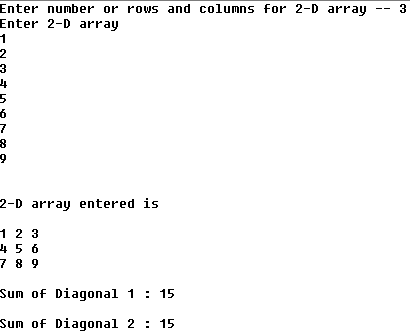 Enter number or rows and columns for 2-D array -- 3
Enter 2-D array
1
2
3
4
5
6
7
8
9
2-D array entered is
1 2 3
4 5 6
7 8 9
Sum of Diagonal 1 : 15
Sum of Diagonal 2 : 15